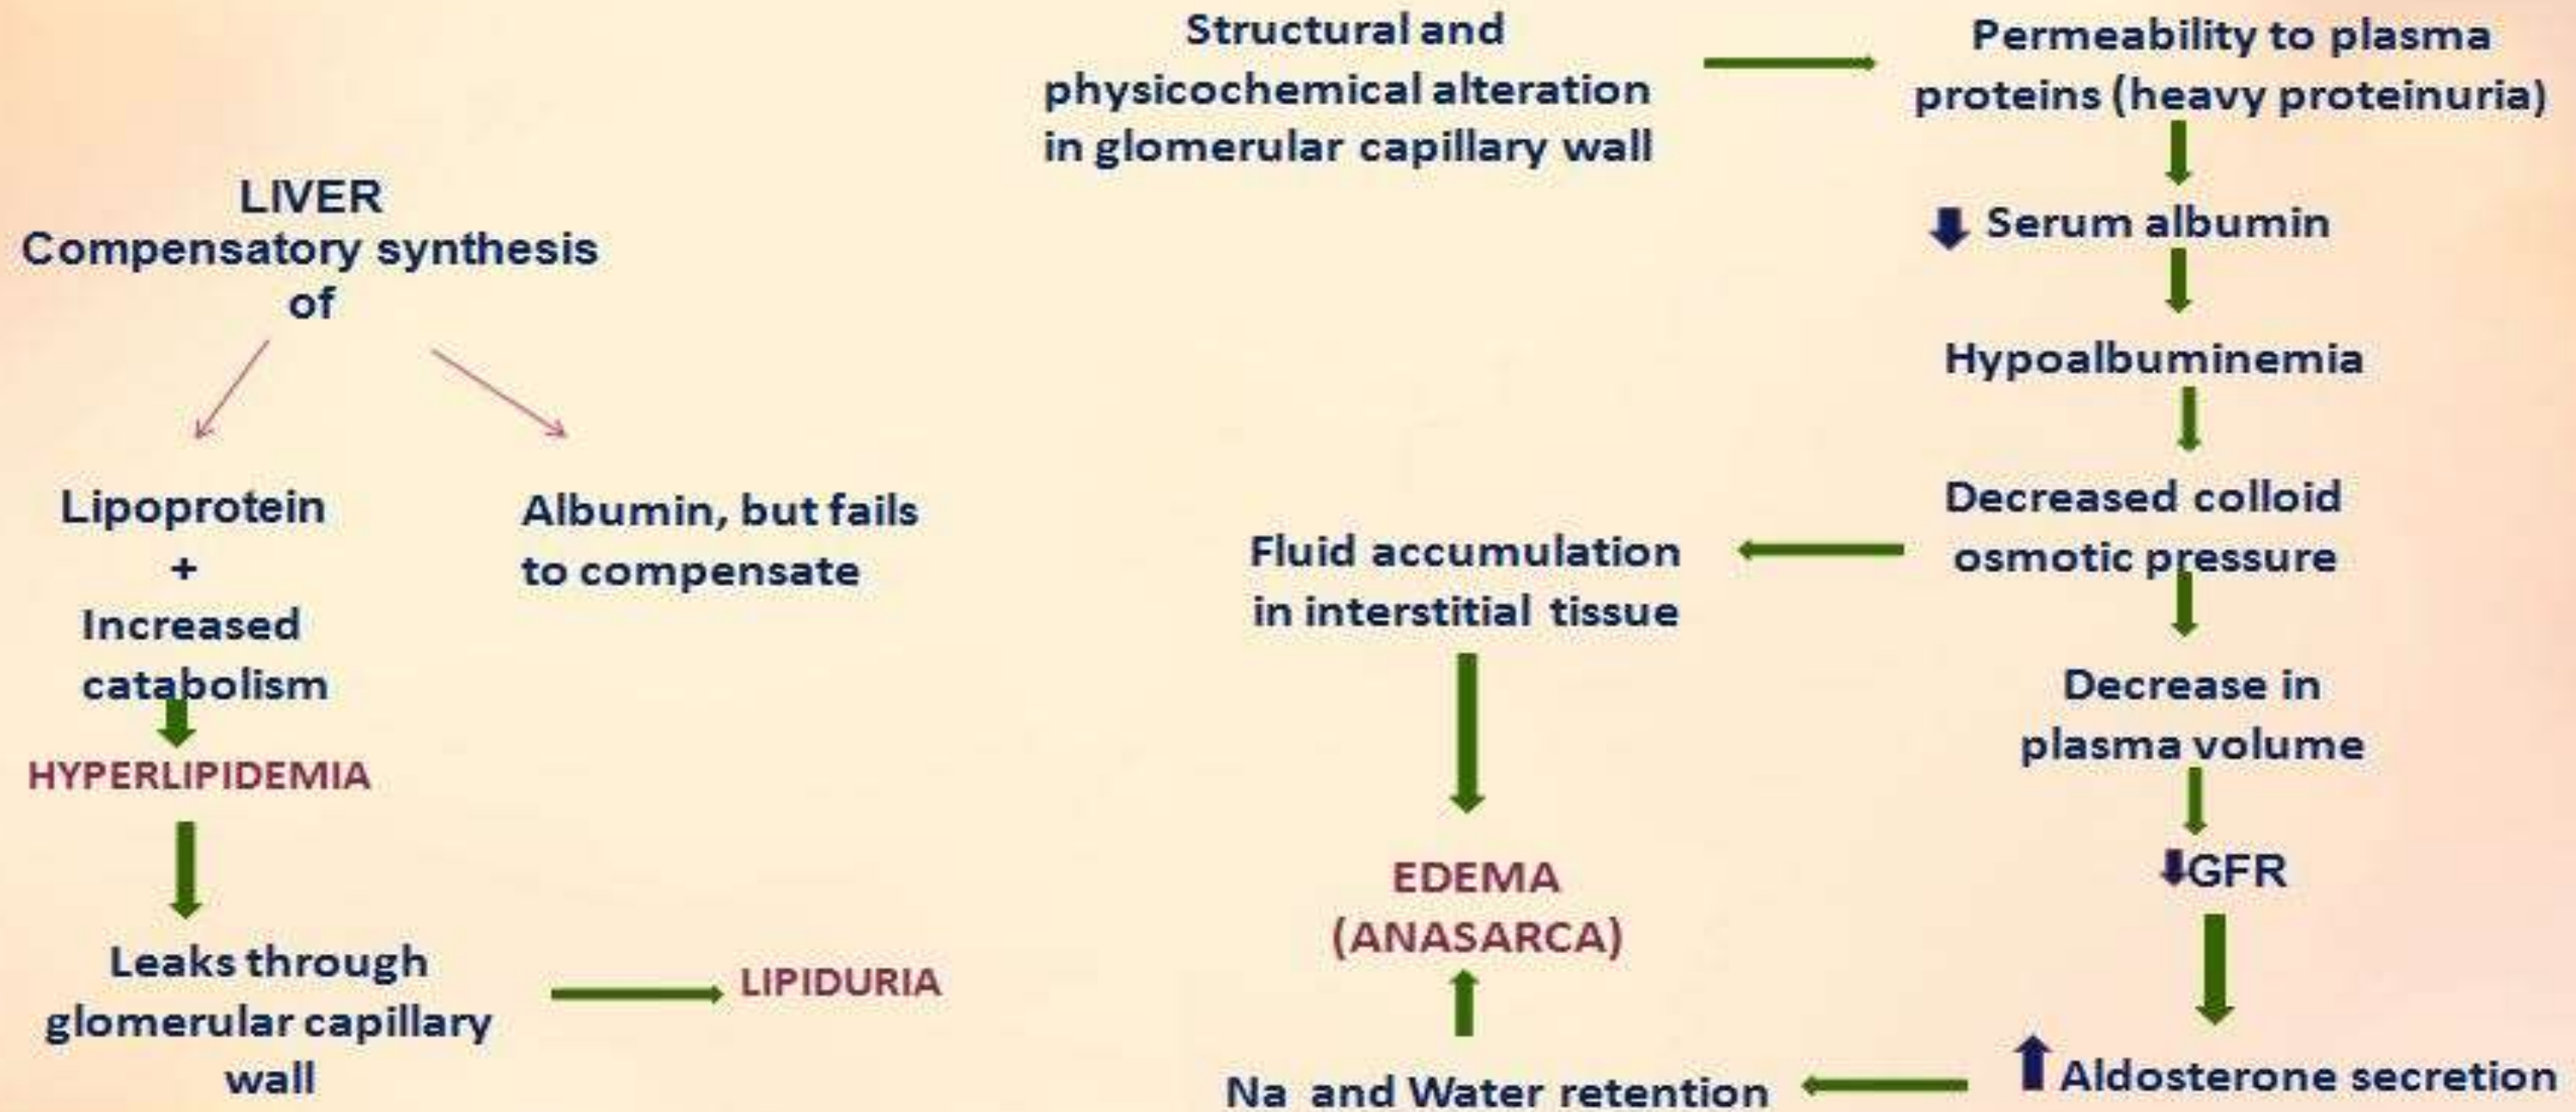 Structural and
physicochemical alteration
in glomerular capillary wall
Permeability to plasma
proteins (heavy proteinuria)
Serum albumin
Hypoalbuminemia
Decreased colloid
osmotic pressure
Decrease in
plasma volume
GFR
Aldosterone secretion
Fluid accumulation
in interstitial tissue
EDEMA
(ANASARCA)
Na and Water retention
LIVER
Compensatory synthesis
of
Lipoprotein
+
Increased
catabolism
HYPERLIPIDEMIA
Leaks through
glomerular capillary
wall
LIPIDURIA
Albumin, but fails
to compensate